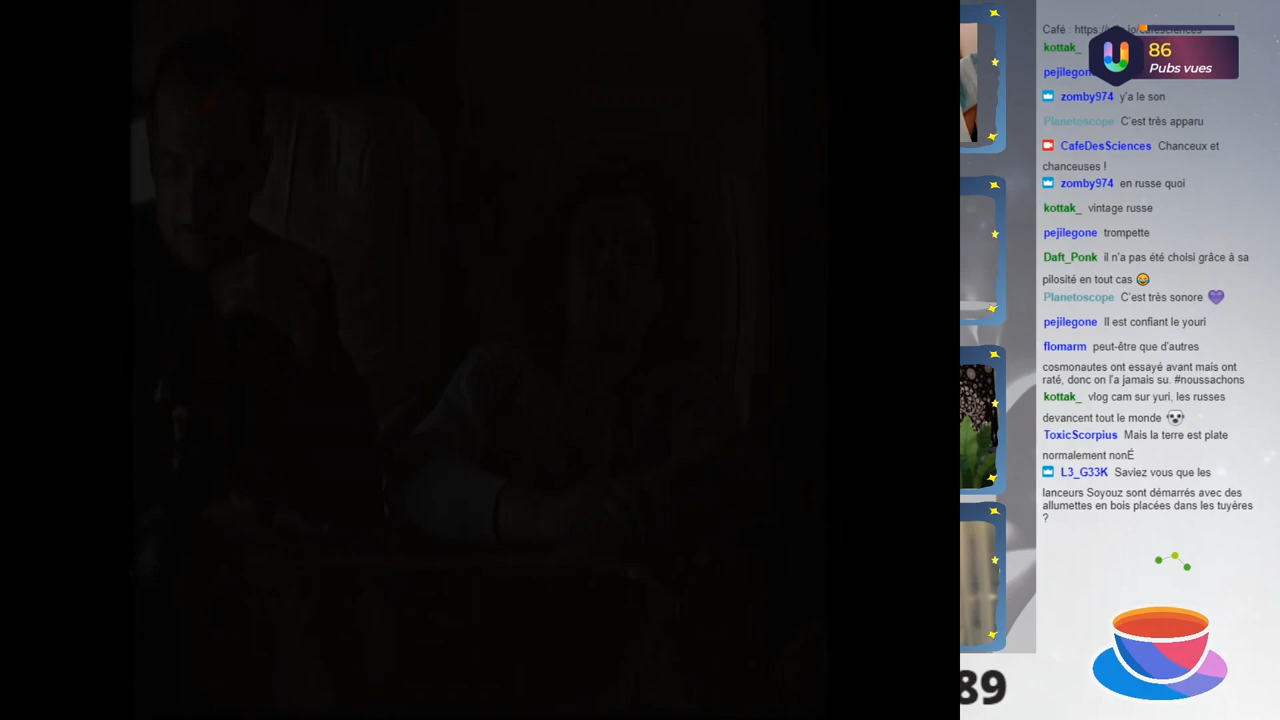 Café : https://
kottak_
86
Pubs vues
pejilegone
zomby974 y'a le son
Planetoscope C'est très apparu
CafeDesSciences Chanceux et
chanceuses !
zomby974 en russe quoi
kottak_ vintage russe
pejilegone trompette
Daft_Ponk il n'a pas été choisi grâce à sa
pilosité en tout cas 😂
Planetoscope C'est très sonore 💜
pejilegone Il est confiant le youri
flomarm peut-être que d'autres
cosmonautes ont essayé avant mais ont
raté, donc on l'a jamais su. #noussachons
kottak_ vlog cam sur yuri, les russes
devancent tout le monde
ToxicScorpius Mais la terre est plate
normalement nonÉ
L3_G33K Saviez vous que les
lanceurs Soyouz sont démarrés avec des
allumettes en bois placées dans les tuyères
?
89